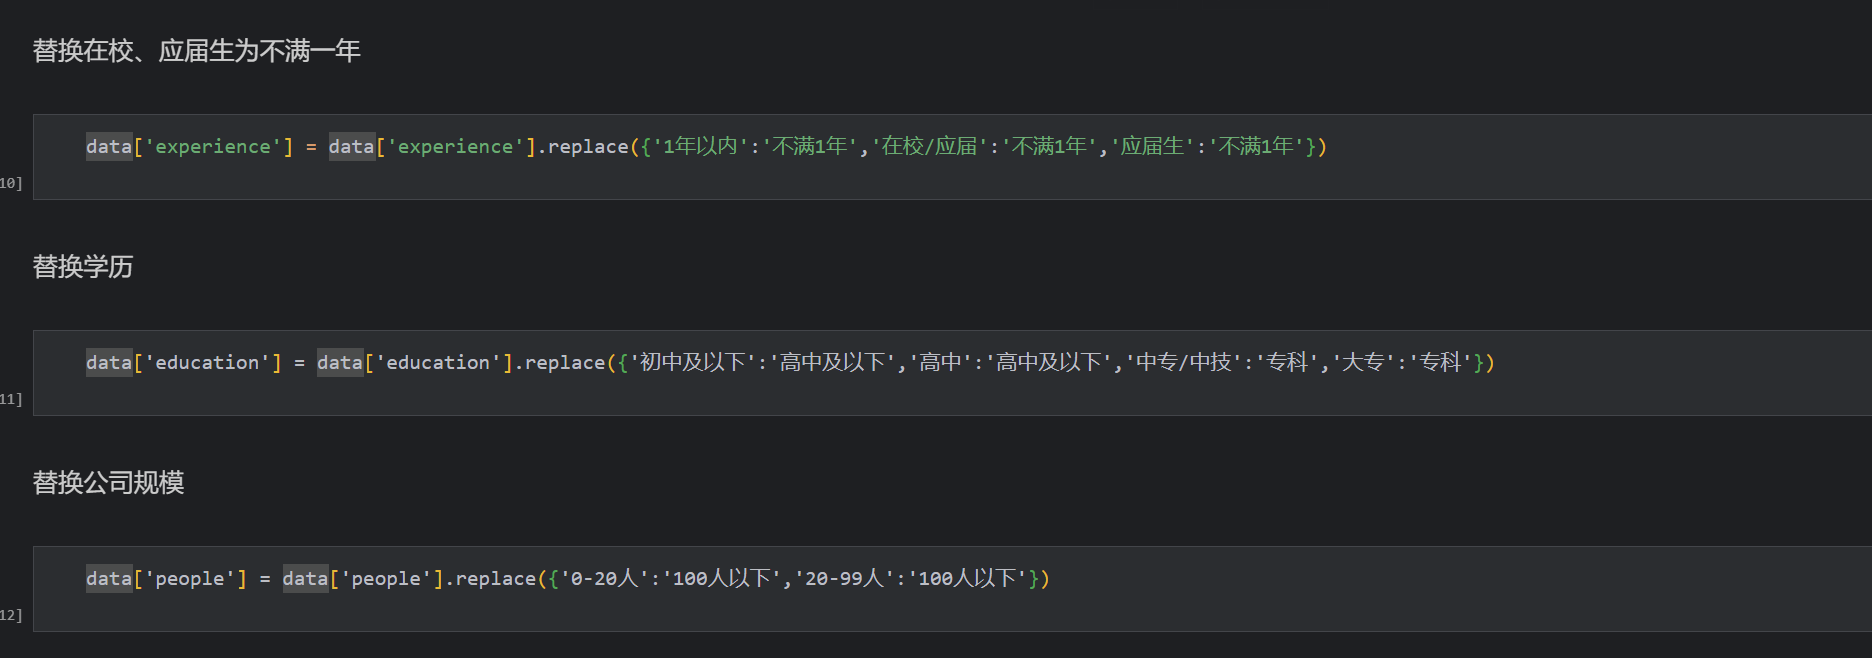 替换在校、应届生为不满一年
data['experience'] = data['experience'].replace({'1年以内':'不满1年','在校/应届':'不满1年','应届生':'不满1年'})
10]
替换学历
data['education'] = data['education'].replace({'初中及以下':'高中及以下','高中':'高中及以下','中专/中技':'专科','大专':'专科'})
11]
替换公司规模
data['people'] = data['people'].replace({'0-20人':'100人以下','20-99人':'100人以下'})
12]